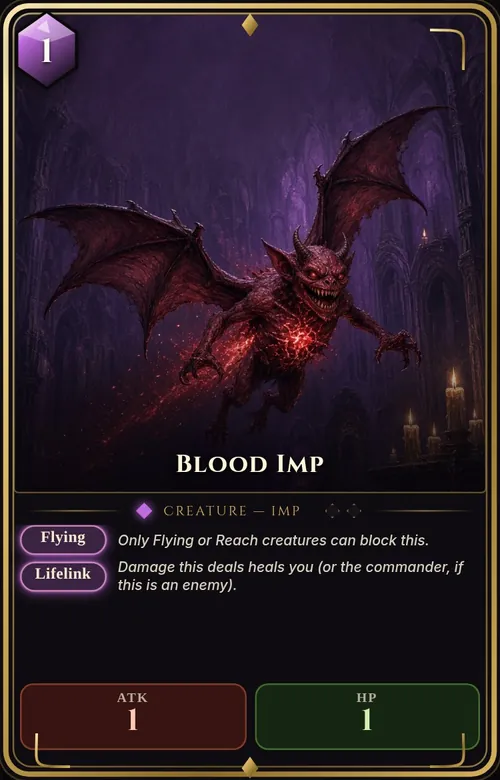 1
Blood Imp
CREATURE — IMP
Flying
Only Flying or Reach creatures can block this.
Lifelink
Damage this deals heals you (or the commander, if
this is an enemy).
ATK
1
HP
1